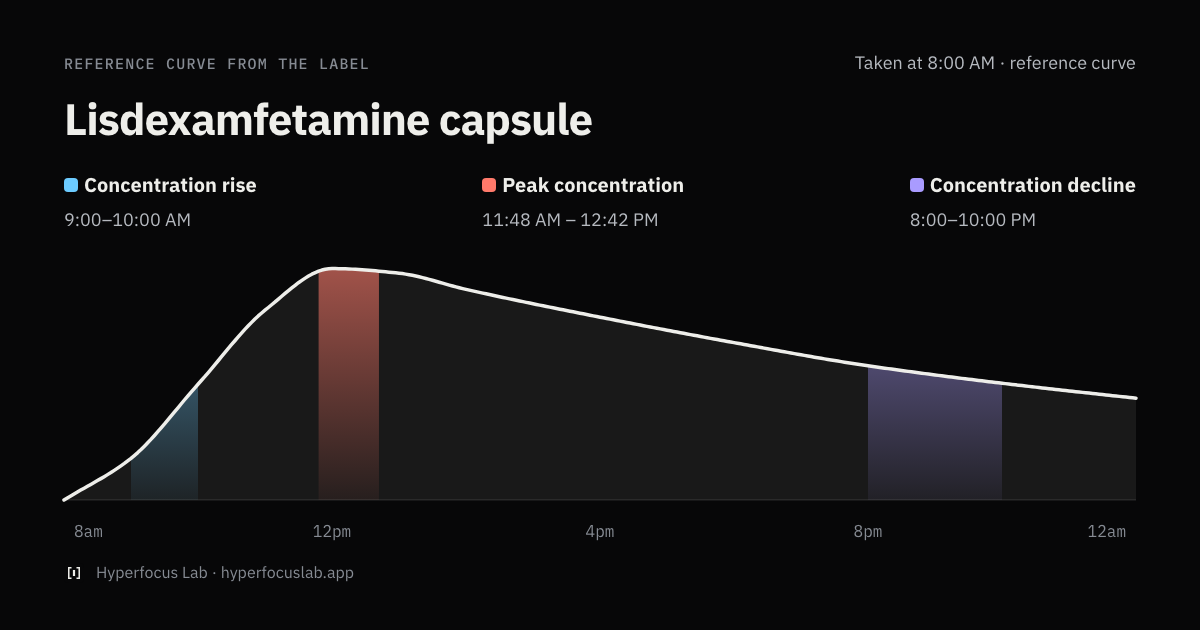 REFERENCE CURVE FROM THE LABEL
Taken at 8:00 AM · reference curve
Lisdexamfetamine capsule
Concentration rise
9:00–10:00 AM
Peak concentration
11:48 AM – 12:42 PM
Concentration decline
8:00–10:00 PM
8am
12pm
4pm
8pm
12am
Hyperfocus Lab · hyperfocuslab.app